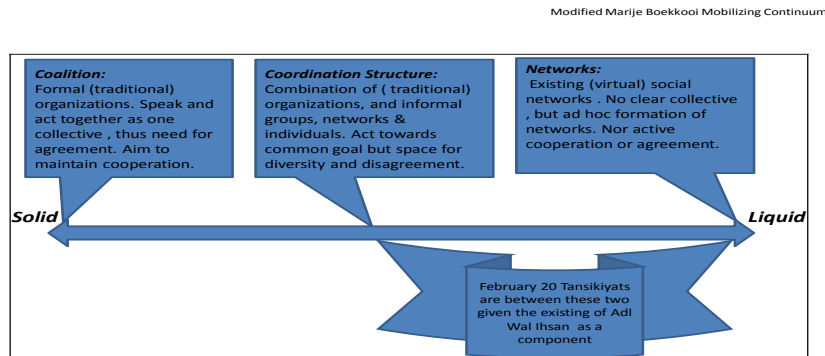 Modified Marije Boekkooi Mobilizing Continuum
Coalition:
Formal (traditional)
organizations. Speak and
act together as one
collective , thus need for
agreement. Aim to
maintain cooperation.
Coordination Structure:
Combination of ( traditional)
organizations, and informal
groups, networks &
individuals. Act towards
common goal but space for
diversity and disagreement.
Networks:
Existing (virtual) social
networks . No clear collective
, but ad hoc formation of
networks. Nor active
cooperation or agreement.
Solid
Liquid
February 20 Tansikiyats
are between these two
given the existing of Adl
Wal Ihsan as a
component